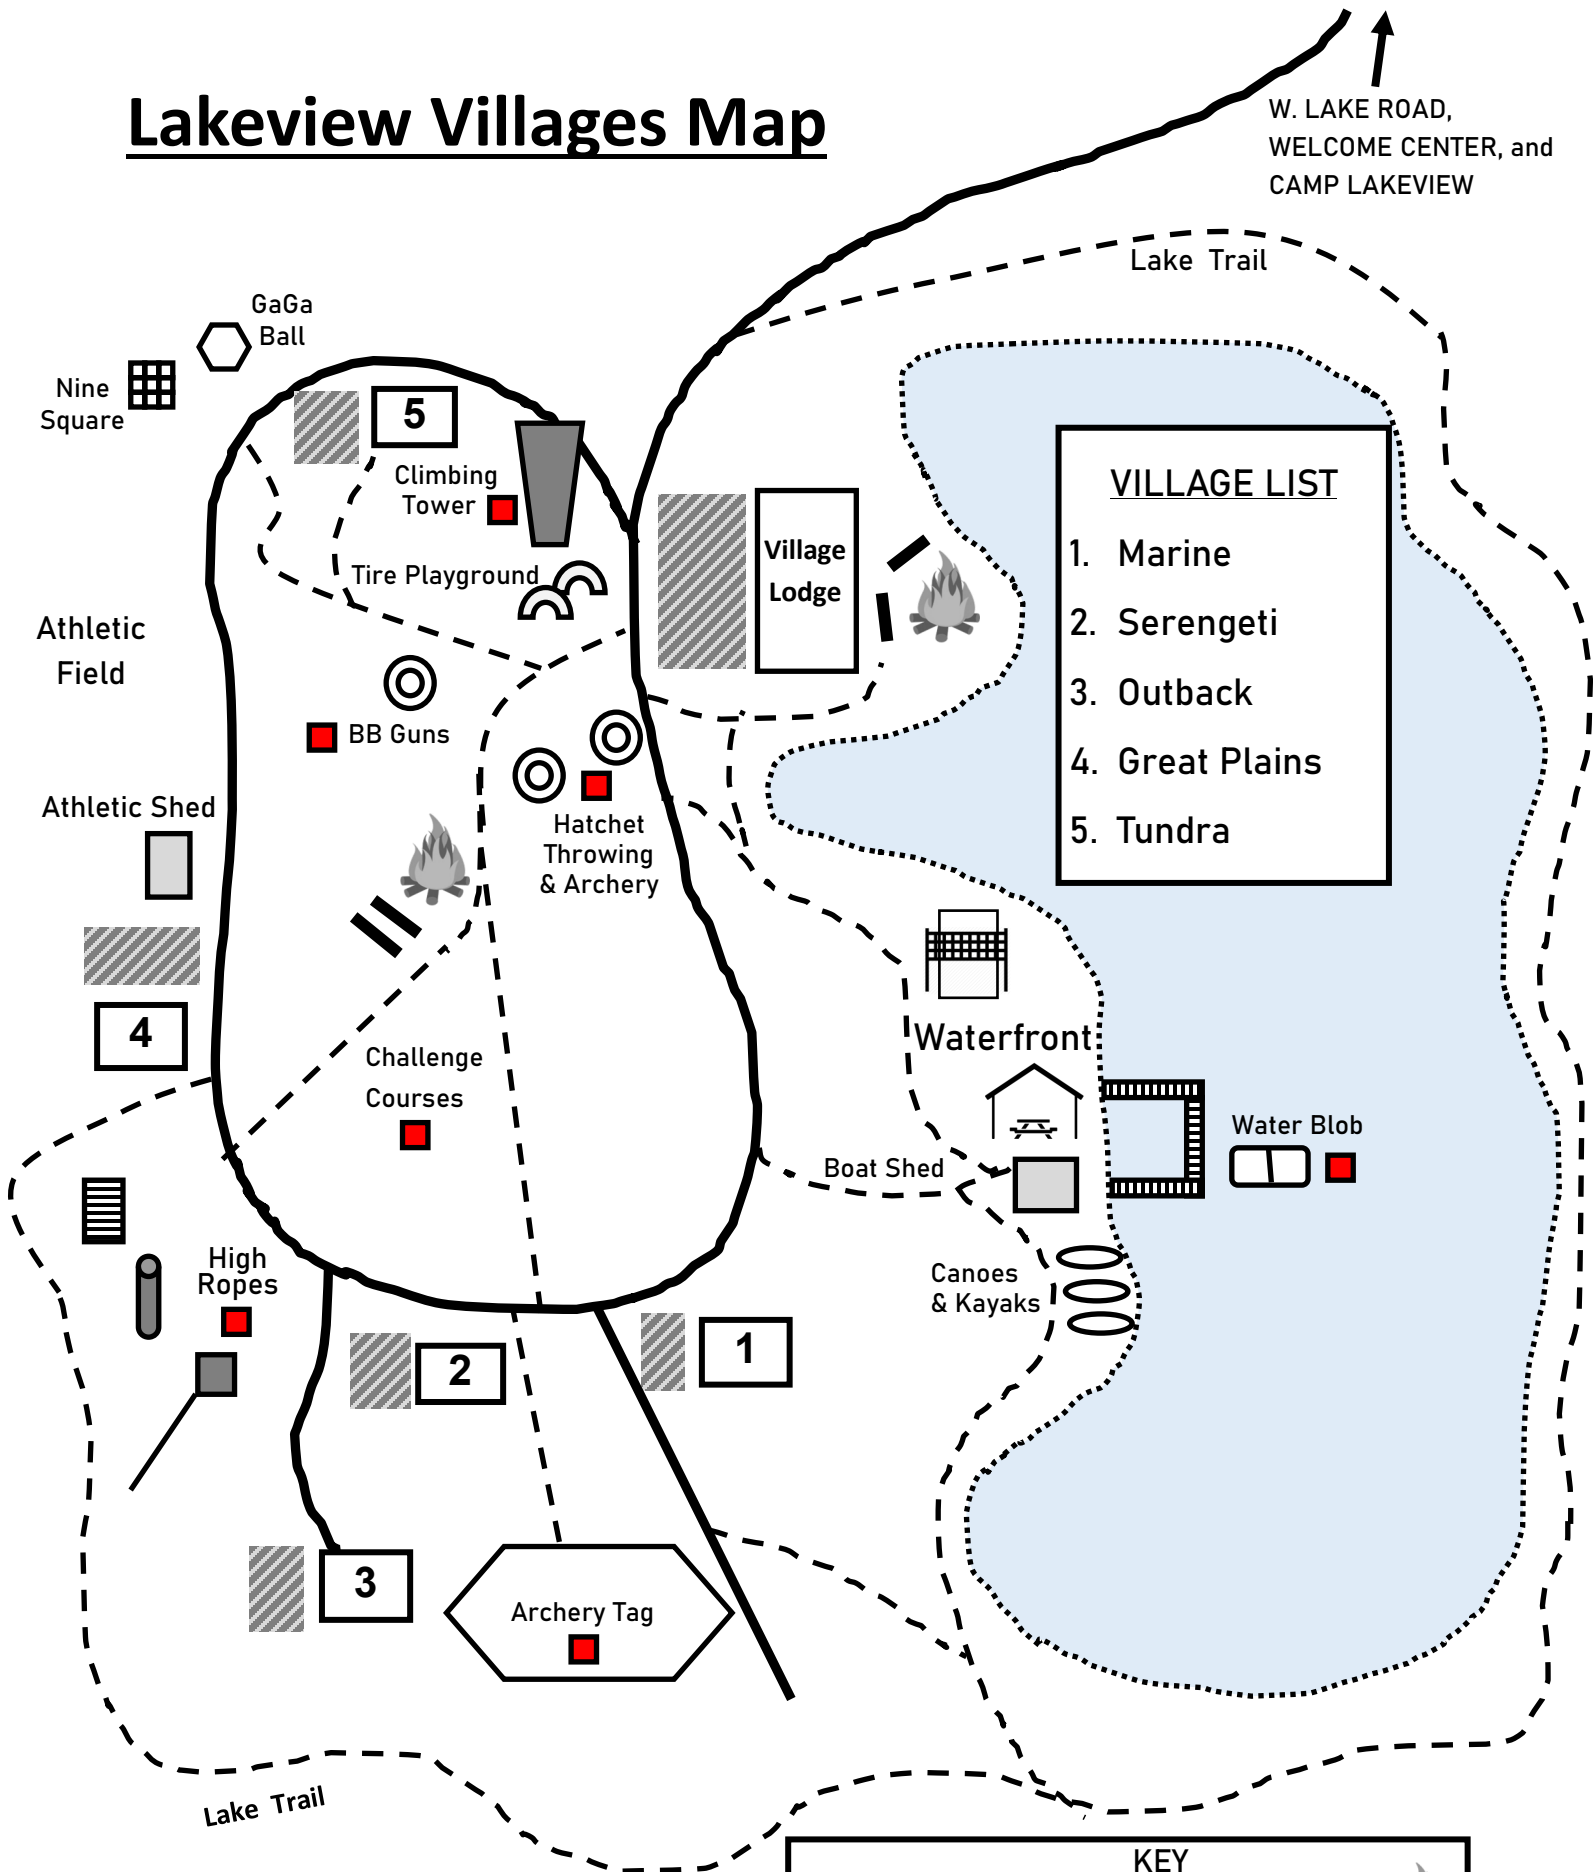 Lakeview Villages Map
W. LAKE ROAD,
WELCOME CENTER, and
CAMP LAKEVIEW
Lake Trail
GaGa
Ball
Nine
Square
5
Climbing
Tower
Tire Playground
Village
Lodge
VILLAGE LIST
1. Marine
2. Serengeti
3. Outback
4. Great Plains
5. Tundra
Athletic
Field
BB Guns
Athletic Shed
Hatchet
Throwing
& Archery
4
Challenge
Courses
Waterfront
Water Blob
Boat Shed
High
Ropes
Canoes
& Kayaks
2
1
3
Archery Tag
Lake Trail
KEY